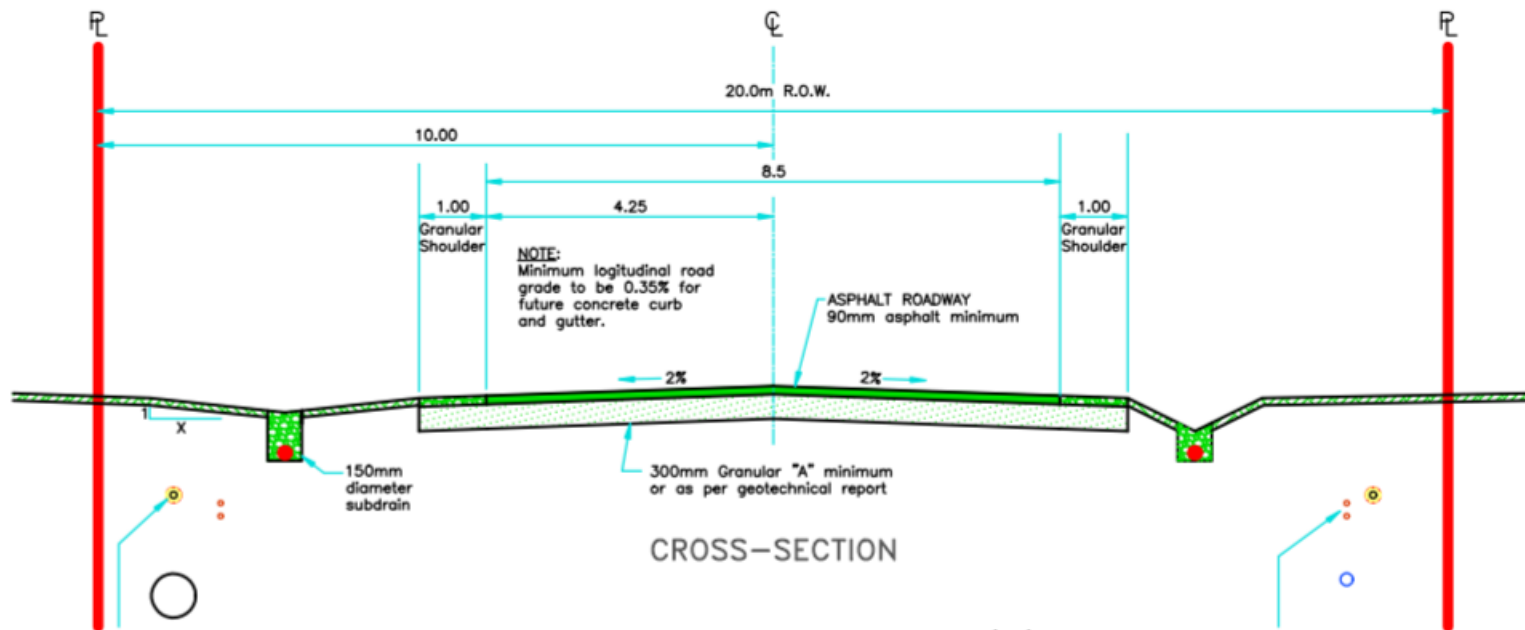 PL
CL
PL
20.0m R.O.W.
10.00
8.5
1.00
Granular
Shoulder
4.25
1.00
Granular
Shoulder
NOTE:
Minimum logitudinal road
grade to be 0.35% for
future concrete curb
and gutter.
ASPHALT ROADWAY
90mm asphalt minimum
2%
2%
1
X
150mm
diameter
subdrain
300mm Granular "A" minimum
or as per geotechnical report
CROSS-SECTION